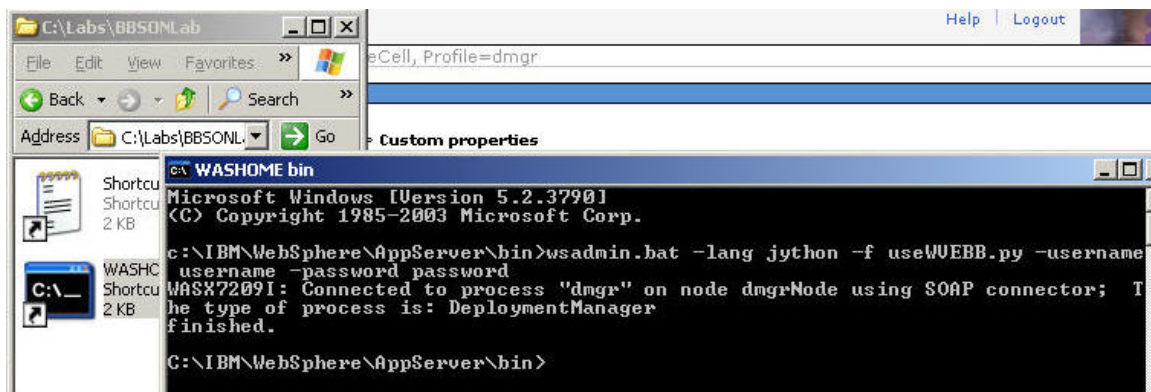 C:\Labs\BBSONLab
Help | Logout
File Edit View Favorites »
eCell, Profile=dmgr
Back Search »
Address C:\Labs\BBSONL Go
Custom properties
Shortcu
Shortcu
2 KB
WASHC
Shortcu
2 KB
C:\_
WASHOME bin
Microsoft Windows [Version 5.2.3790]
(C) Copyright 1985-2003 Microsoft Corp.
c:\IBM\WebSphere\AppServer\bin>wsadmin.bat -lang jython -f useWVEBB.py -username
username -password password
WASX7209I: Connected to process "dmgr" on node dmgrNode using SOAP connector; T
he type of process is: DeploymentManager
finished.
C:\IBM\WebSphere\AppServer\bin>